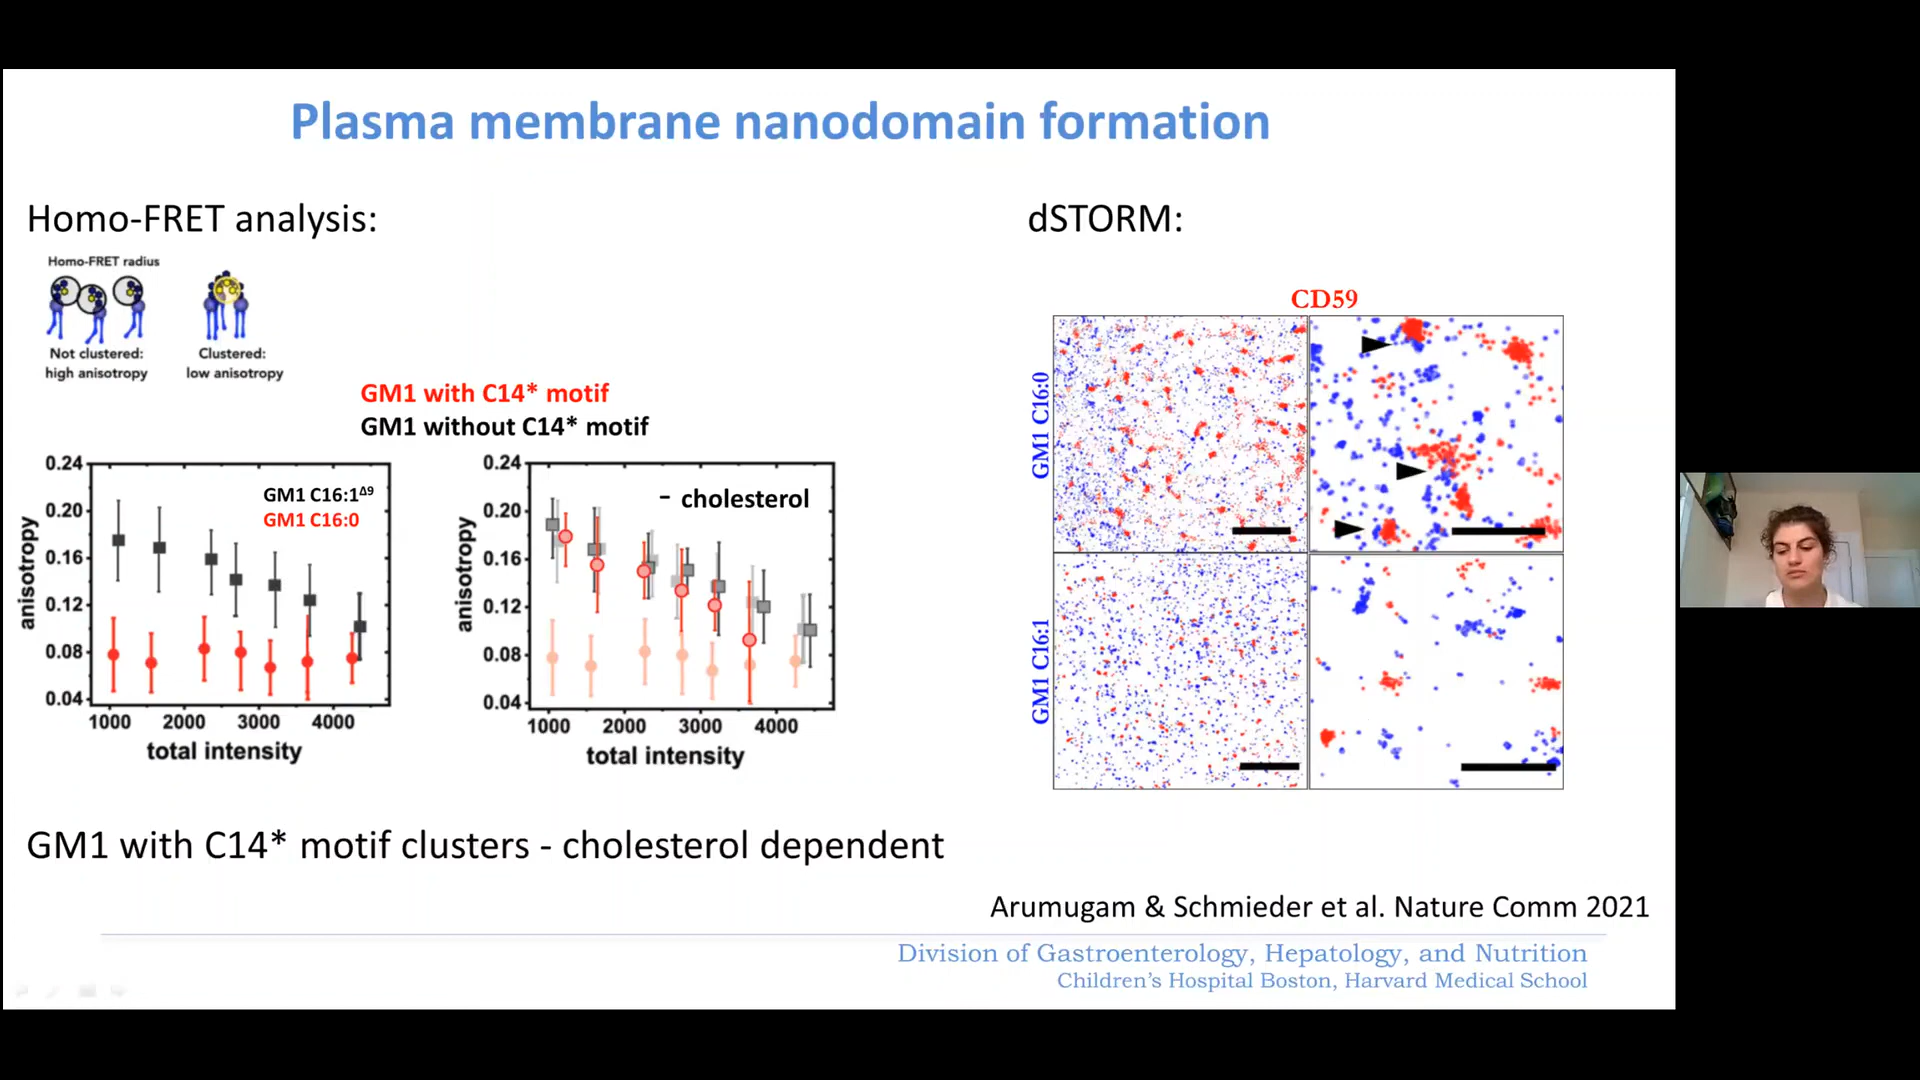 Plasma membrane nanodomain formation
Homo-FRET analysis:
Homo-FRET radius
Not clustered:
high anisotropy
Clustered:
low anisotropy
GM1 with C14* motif
GM1 without C14* motif
0.24
0.20
0.16
0.12
0.08
0.04
anisotropy
GM1 C16:1Δ9
GM1 C16:0
1000 2000 3000 4000
total intensity
0.24
0.20
0.16
0.12
0.08
0.04
anisotropy
- cholesterol
1000 2000 3000 4000
total intensity
dSTORM:
CD59
GM1 C16:0
GM1 C16:1
GM1 with C14* motif clusters - cholesterol dependent
Arumugam & Schmieder et al. Nature Comm 2021
Division of Gastroenterology, Hepatology, and Nutrition
Children's Hospital Boston, Harvard Medical School